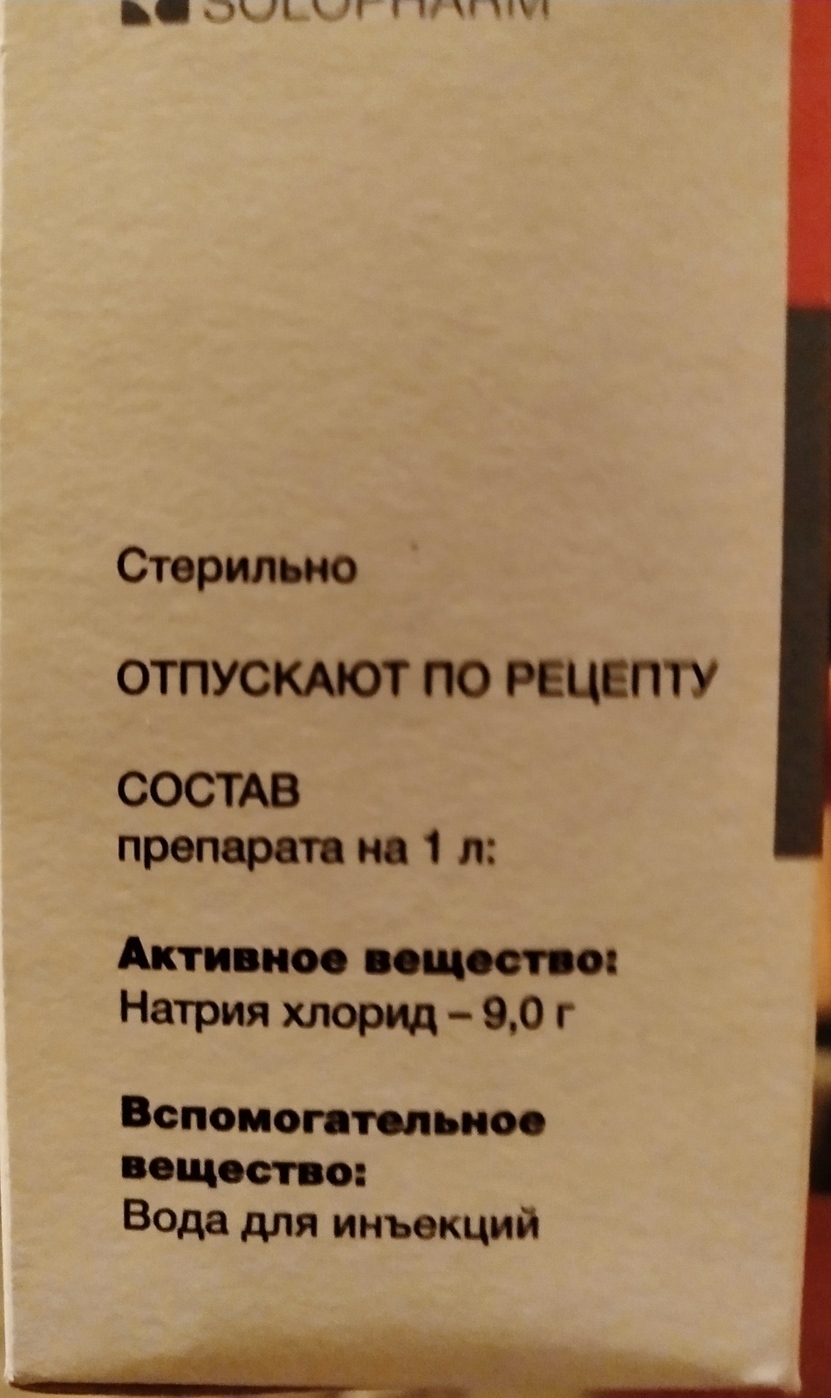 SOLOPHARM
Стерильно
ОТПУСКАЮТ ПО РЕЦЕПТУ
СОСТАВ
препарата на 1 л:
Активное вещество:
Натрия хлорид – 9,0 г
Вспомогательное
вещество:
Вода для инъекций